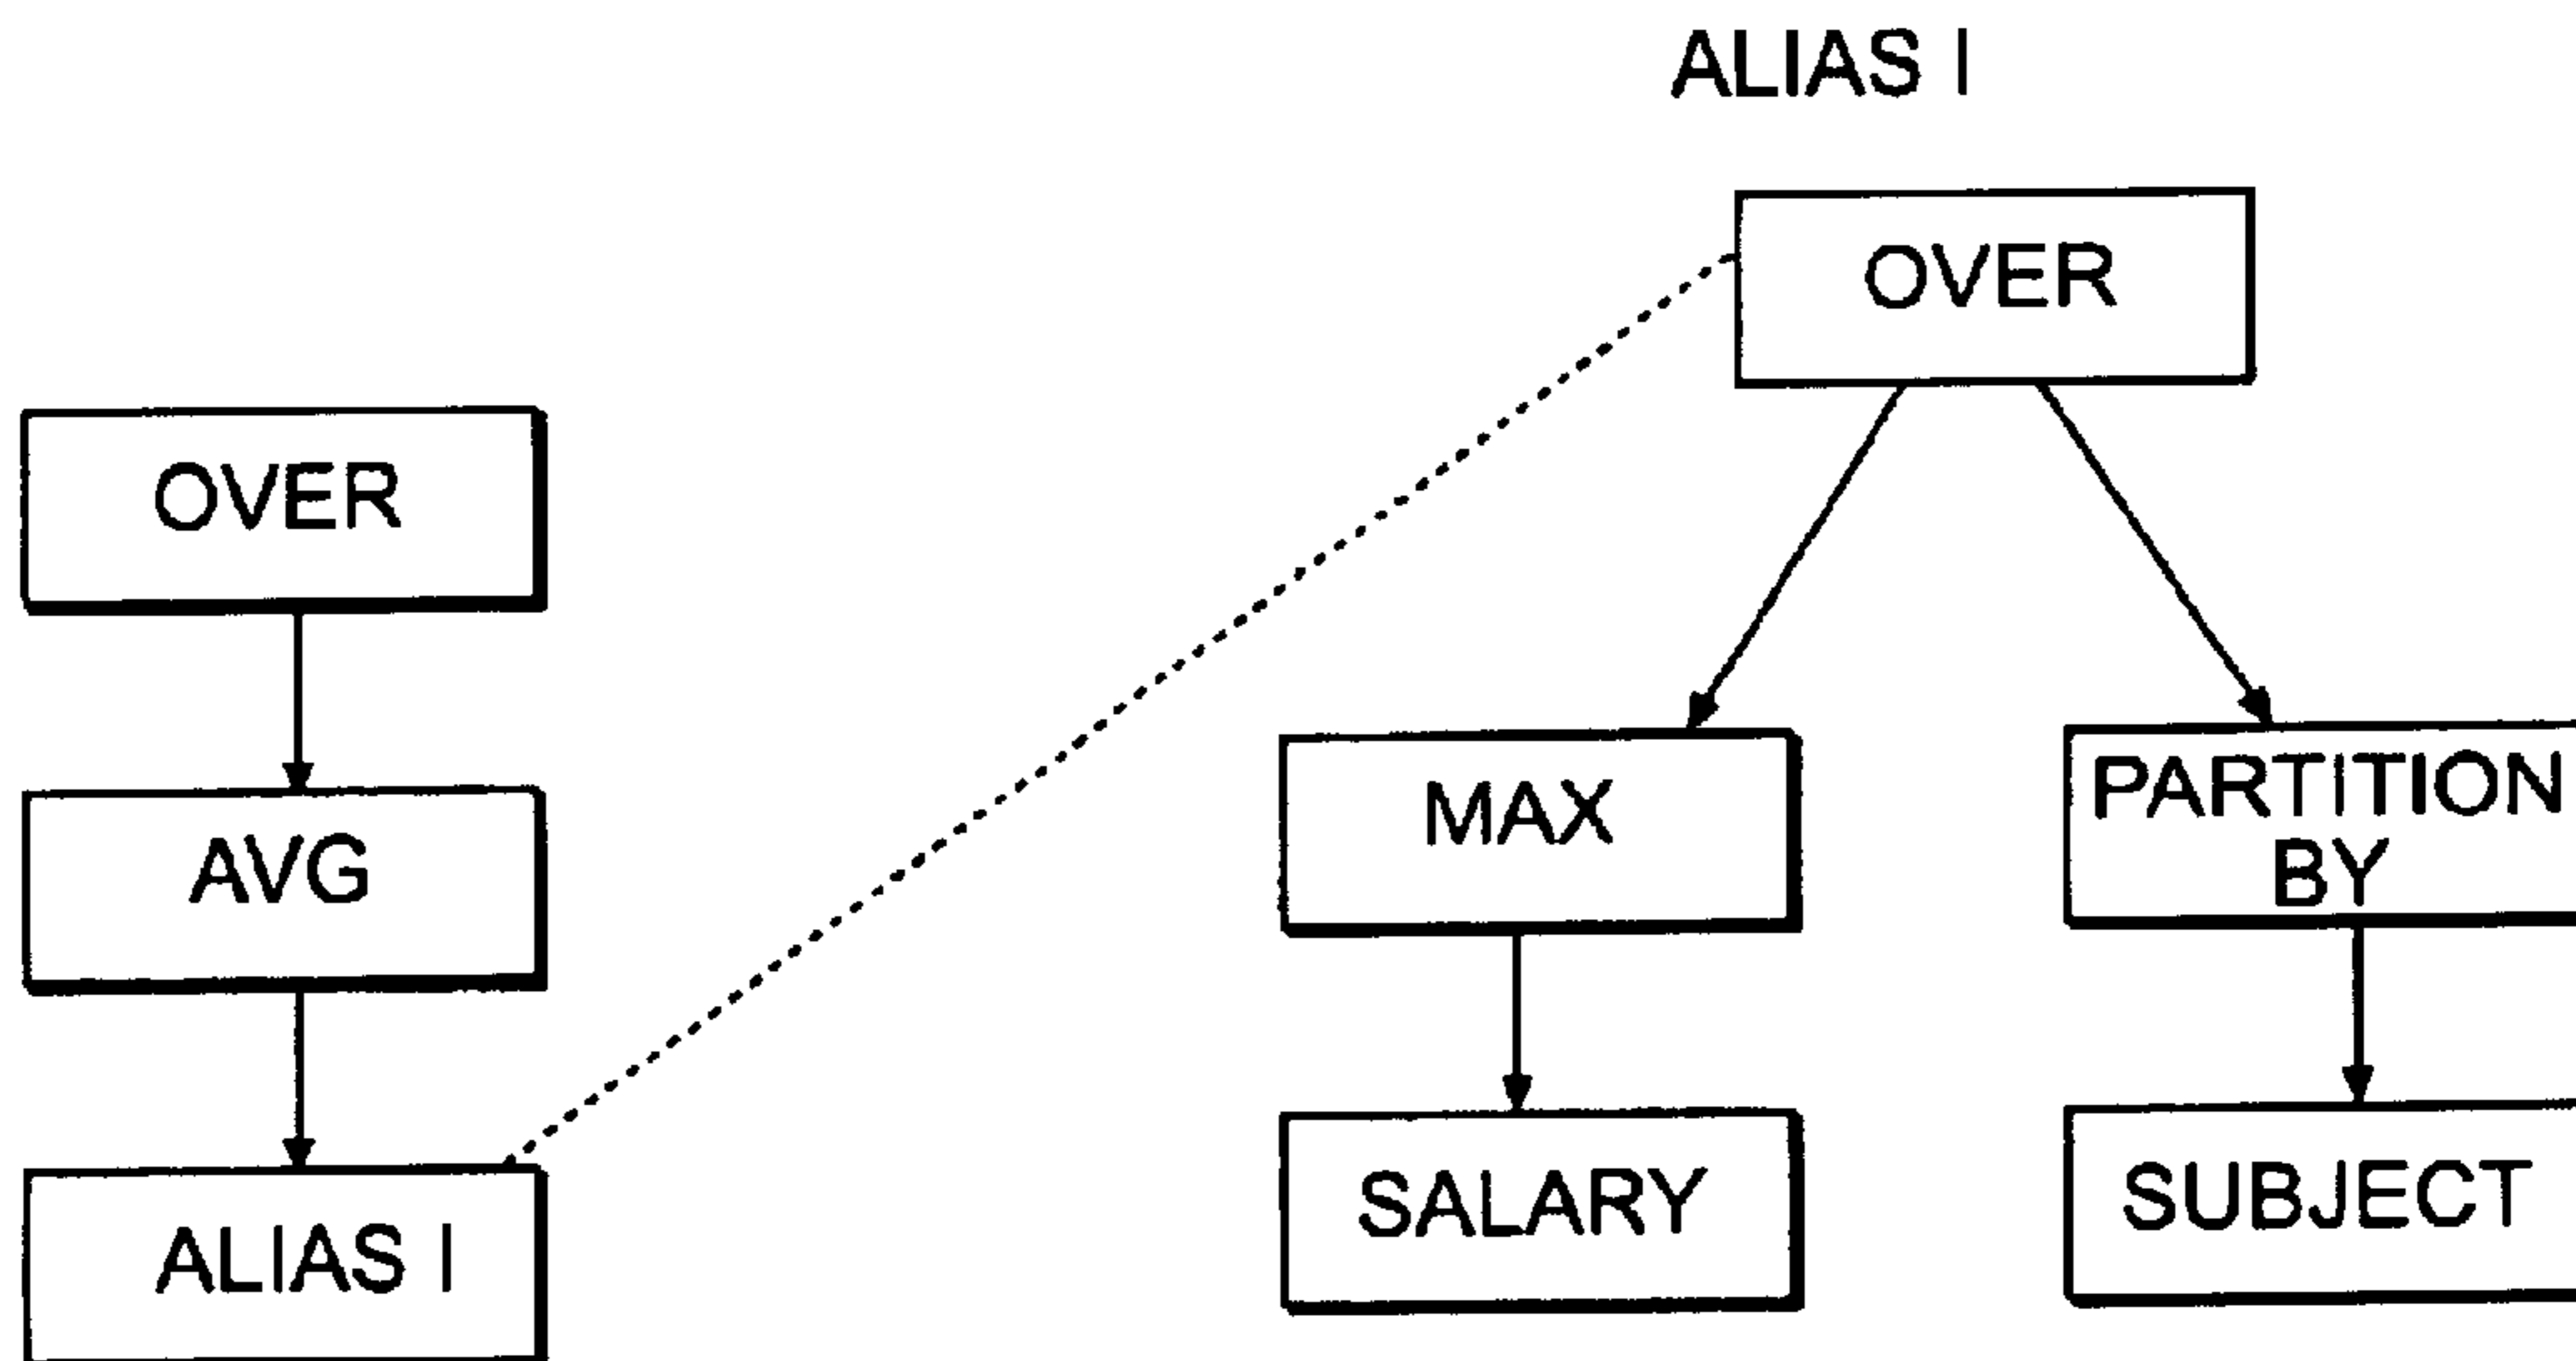 ALIAS I
OVER
OVER
MAX
PARTITION
BY
AVG
SALARY
SUBJECT
ALIAS I